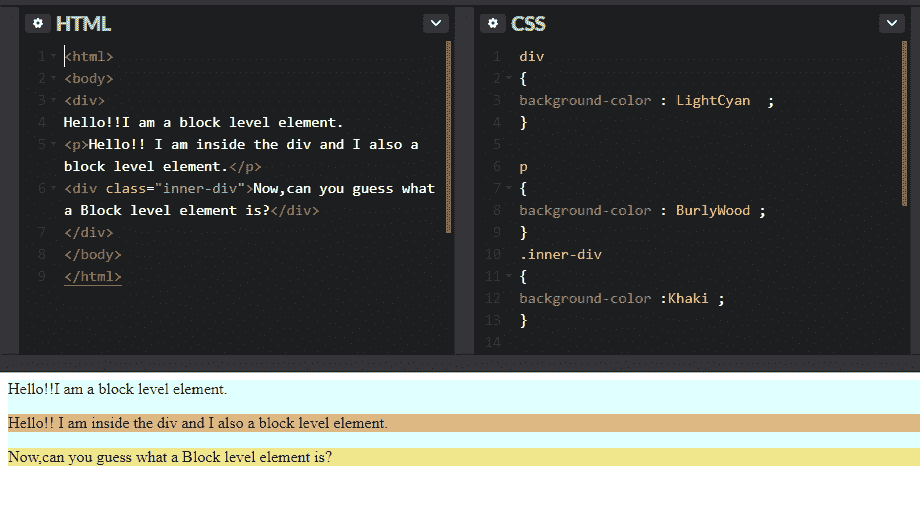 HTML
1 <html>
2 <body>
3 <div>
4 Hello!!I am a block level element.
5 <p>Hello!! I am inside the div and I also a
block level element.</p>
6 <div class="inner-div">Now,can you guess what
a Block level element is?</div>
7 </div>
8 </body>
9 </html>
CSS
1 div
2 {
3 background-color : LightCyan  ;
4 }
5
6 p
7 {
8 background-color : BurlyWood ;
9 }
10 .inner-div
11 {
12 background-color :Khaki ;
13 }
14
Hello!!I am a block level element.
Hello!! I am inside the div and I also a block level element.
Now,can you guess what a Block level element is?